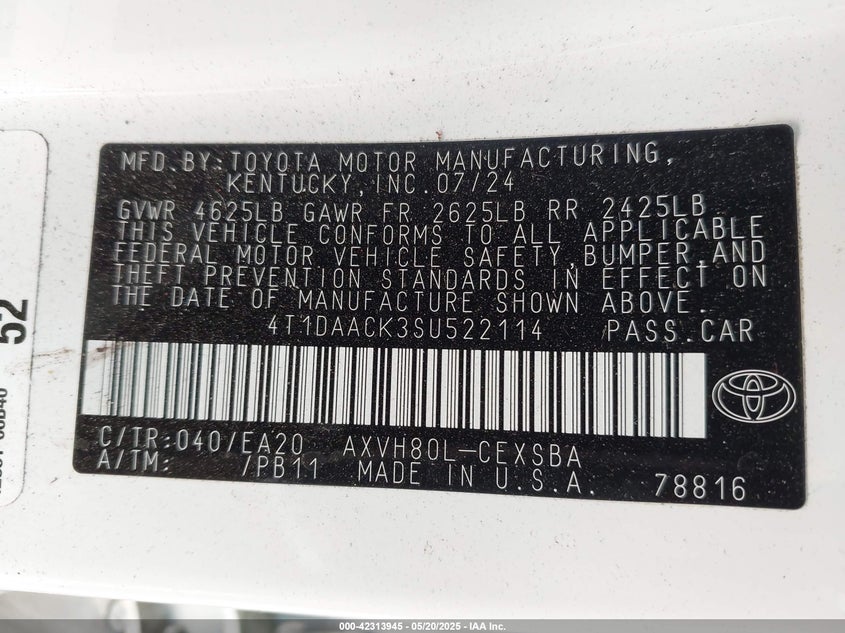 MFD.BY:TOYOTA MOTOR MANUFACTURING,
KENTUCKY,INC.07/24
GVWR 4625LB GAWR FR 2625LB RR 2425LB
THIS VEHICLE CONFORMS TO ALL APPLICABLE
FEDERAL MOTOR VEHICLE SAFETY,BUMPER,AND
THEFT PREVENTION STANDARDS IN EFFECT ON
THE DATE OF MANUFACTURE SHOWN ABOVE.
4T1DAACK3SU522114 PASS.CAR
C/TR:040/EA20 AXVH80L-CEXSBA
A/TM: /PB11 MADE IN U.S.A. 78816
52
000-42313945 - 05/20/2025 - IAA Inc.